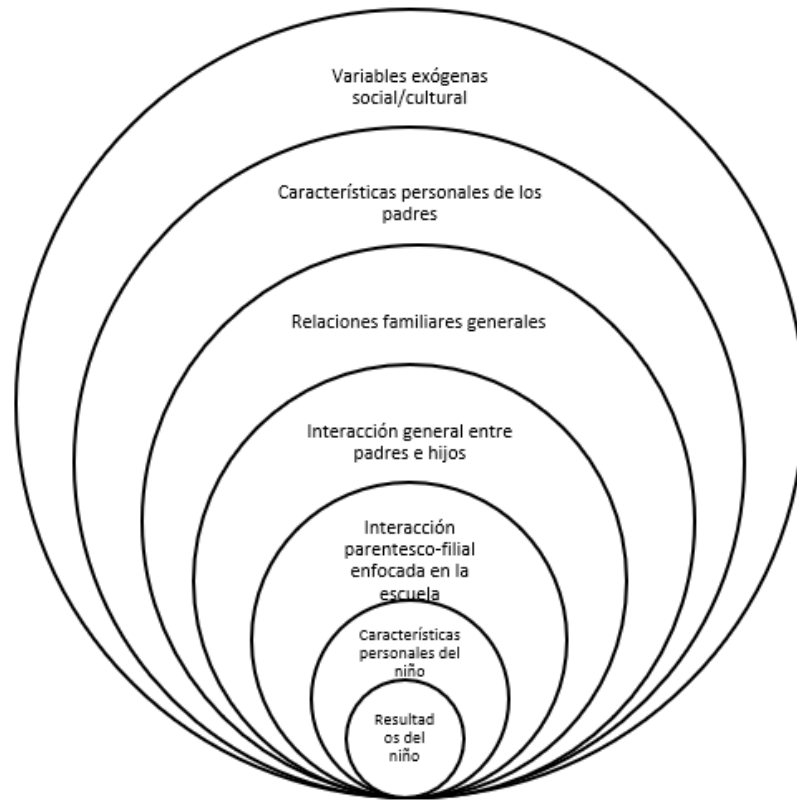 Variables exógenas
social/cultural
Características personales de los
padres
Relaciones familiares generales
Interacción general entre
padres e hijos
Interacción
parentesco-filial
enfocada en la
escuela
Características
personales del
niño
Resultad
os del
niño